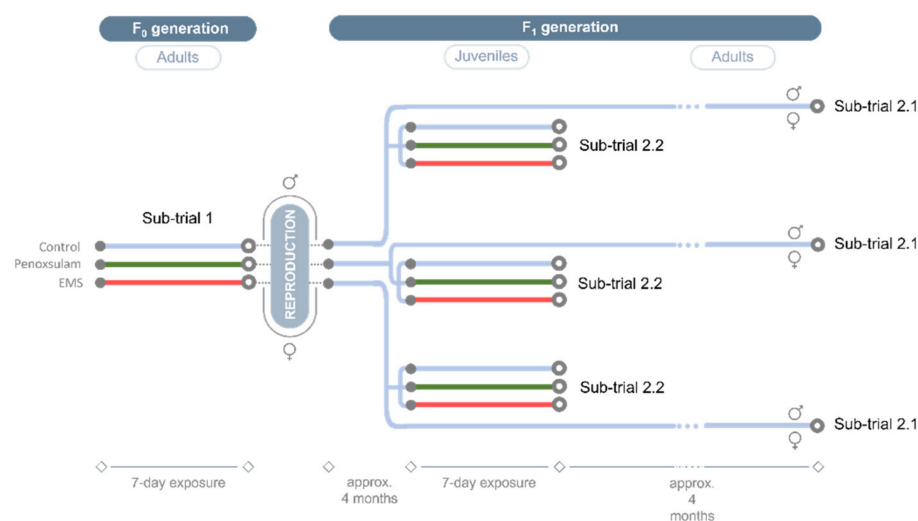 F₀ generation
F₁ generation
Adults
Juveniles
Adults
Sub-trial 2.1
Sub-trial 2.2
Sub-trial 1
Control
Penoxsulam
EMS
REPRODUCTION
Sub-trial 2.1
Sub-trial 2.2
Sub-trial 2.2
Sub-trial 2.1
7-day exposure
approx.
4 months
7-day exposure
approx.
4
months